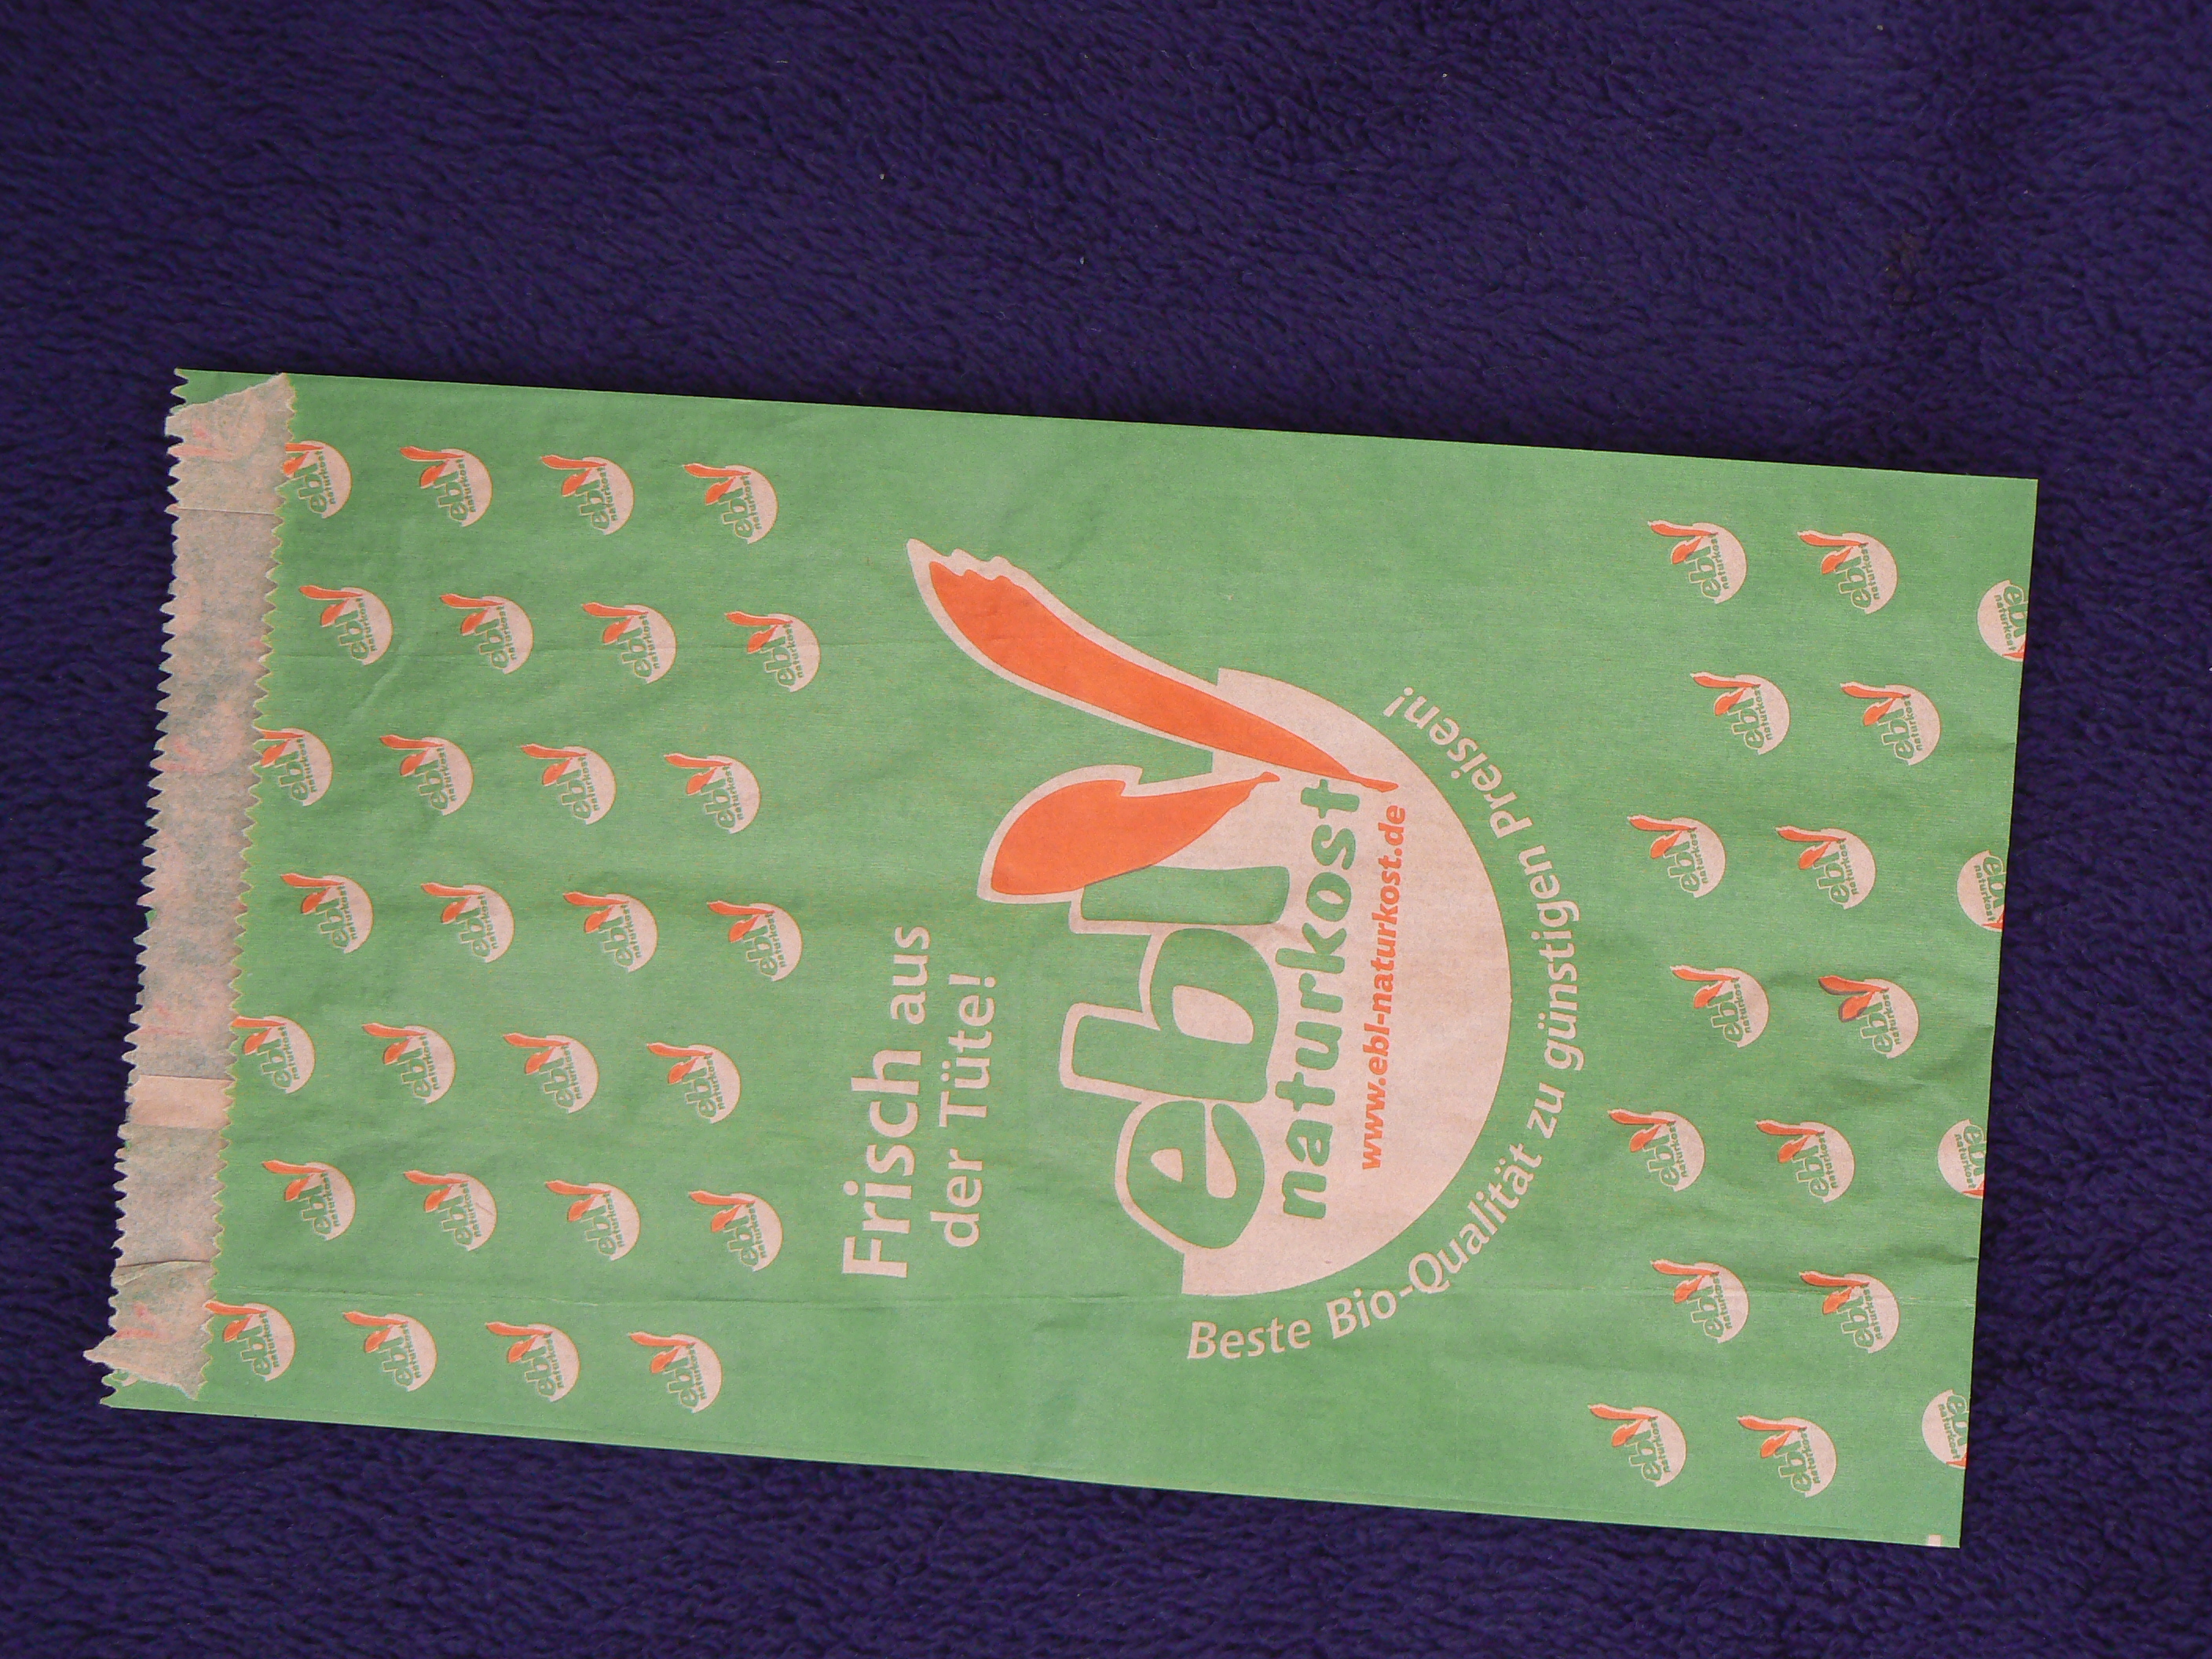 Frisch aus
der Tüte!
ebl
naturkost
www.ebl-naturkost.de
Beste Bio-Qualität zu günstigen Preisen!